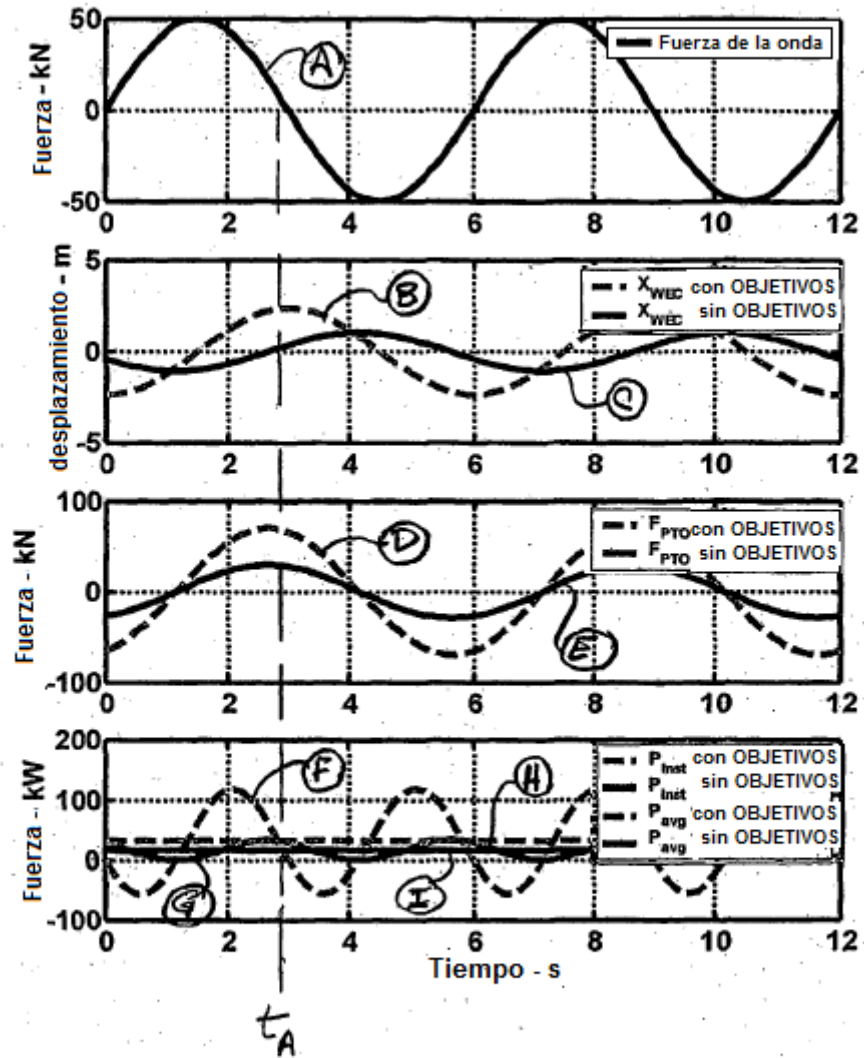 50
0
-50
Fuerza - kN
A
Fuerza de la onda
0 2 4 6 8 10 12
5
0
-5
desplazamiento - m
B
C
X_WEC con OBJETIVOS
X_WEC sin OBJETIVOS
0 2 4 6 8 10 12
100
0
-100
Fuerza - kN
D
E
F_PTO con OBJETIVOS
F_PTO sin OBJETIVOS
0 2 4 6 8 10 12
200
100
0
-100
Fuerza - kW
F
H
G
I
P_inst con OBJETIVOS
P_inst sin OBJETIVOS
P_avg con OBJETIVOS
P_avg sin OBJETIVOS
0 2 4 6 8 10 12
Tiempo - s
t_A